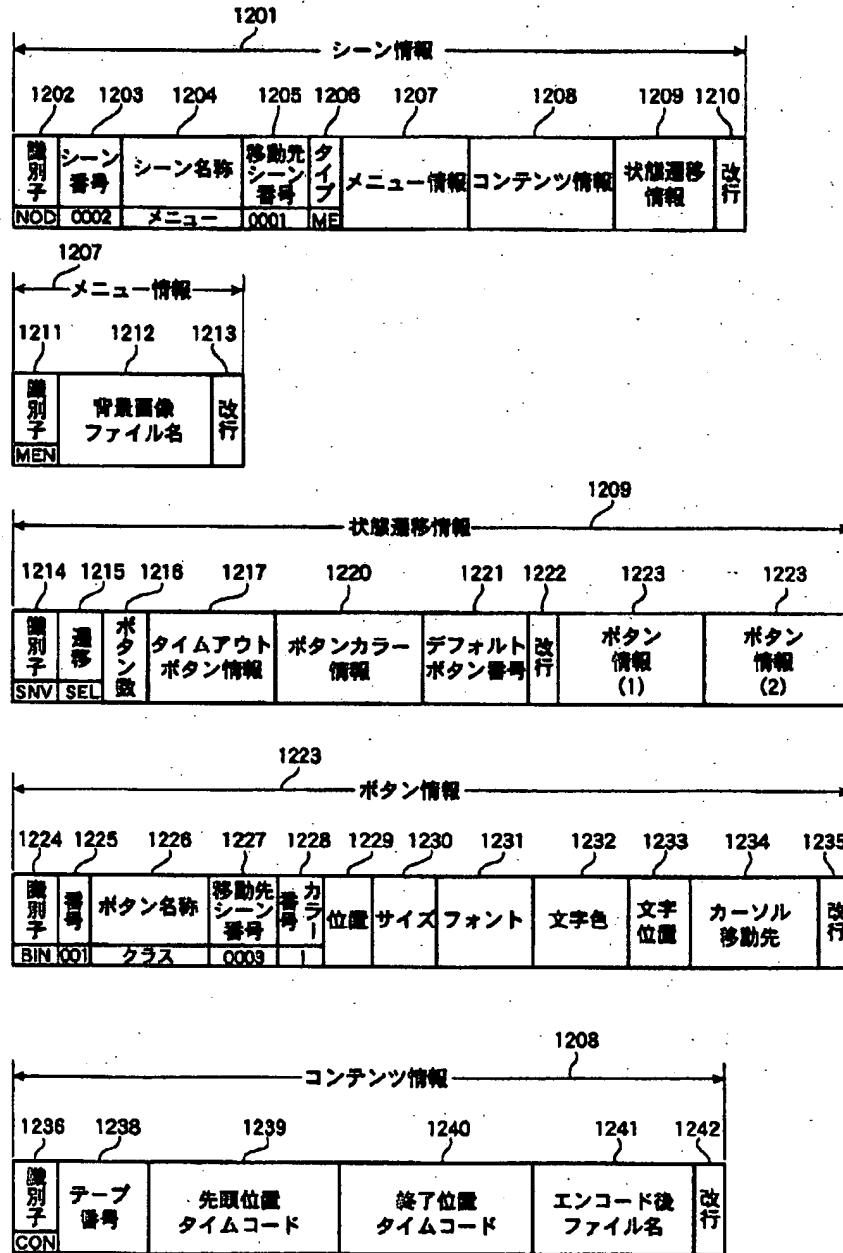 1201
シーン情報
1202 1203 1204 1205 1206 1207 1208 1209 1210
識別子 シーン番号 シーン名称 移動先シーン番号 タイプ メニュー情報 コンテンツ情報 状態遷移情報 改行
NOD 0002 メニュー 0001 ME
1207
メニュー情報
1211 1212 1213
識別子 背景画像ファイル名 改行
MEN
1209
状態遷移情報
1214 1215 1216 1217 1220 1221 1222 1223 1223
識別子 遷移 ボタン数 タイムアウトボタン情報 ボタンカラー情報 デフォルトボタン番号 改行 ボタン情報(1) ボタン情報(2)
SNV SEL
1223
ボタン情報
1224 1225 1226 1227 1228 1229 1230 1231 1232 1233 1234 1235
識別子 番号 ボタン名称 移動先シーン番号 カラー番号 位置 サイズ フォント 文字色 文字位置 カーソル移動先 改行
BIN 001 クラス 0003 1
1208
コンテンツ情報
1236 1238 1239 1240 1241 1242
識別子 テープ番号 先頭位置タイムコード 終了位置タイムコード エンコード後ファイル名 改行
CON